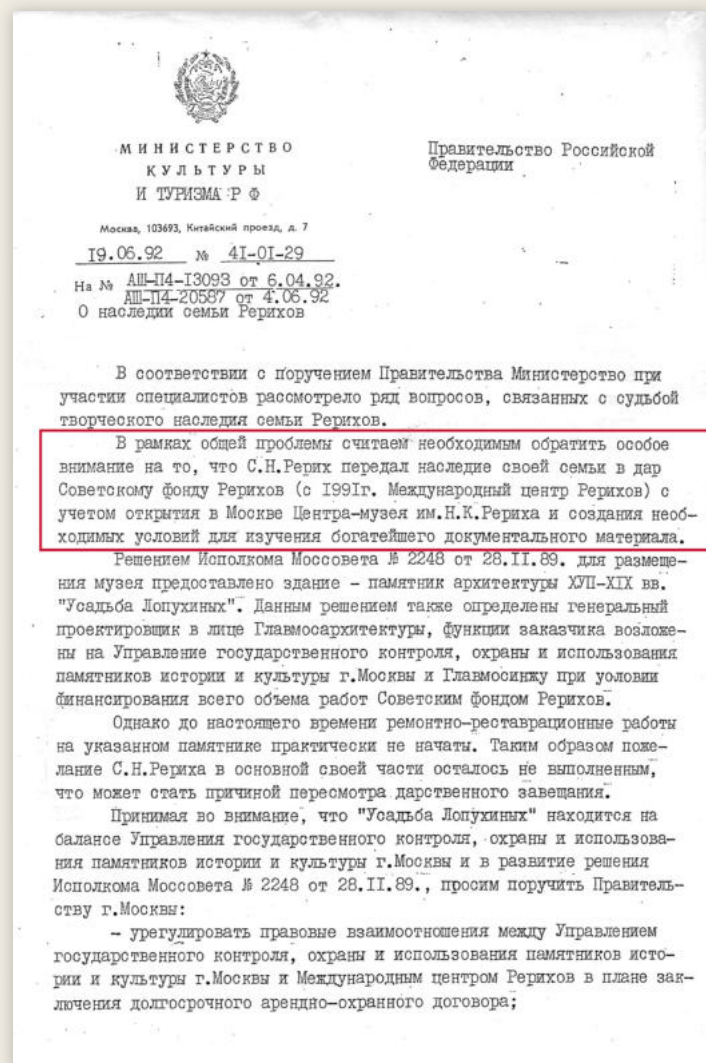 МИНИСТЕРСТВО
КУЛЬТУРЫ
И ТУРИЗМА РФ
Москва, 103693, Китайский проезд, д. 7
19.06.92 № 41-01-29
На № АШ-П4-13093 от 6.04.92.
АШ-П4-20587 от 4.06.92
О наследии семьи Рерихов
Правительство Российской
Федерации
В соответствии с поручением Правительства Министерство при
участии специалистов рассмотрело ряд вопросов, связанных с судьбой
творческого наследия семьи Рерихов.
В рамках общей проблемы считаем необходимым обратить особое
внимание на то, что С.Н.Рерих передал наследие своей семьи в дар
Советскому фонду Рерихов (с 1991г. Международный центр Рерихов) с
учетом открытия в Москве Центра-музея им.Н.К.Рериха и создания необ-
ходимых условий для изучения богатейшего документального материала.
Решением Исполкома Моссовета № 2248 от 28.II.89. для размеще-
ния музея предоставлено здание - памятник архитектуры ХУП-XIX вв.
"Усадьба Лопухиных". Данным решением также определены генеральный
проектировщик в лице Главмосархитектуры, функции заказчика возложе-
ны на Управление государственного контроля, охраны и использования
памятников истории и культуры г.Москвы и Главмосинжу при условии
финансирования всего объема работ Советским фондом Рерихов.
Однако до настоящего времени ремонтно-реставрационные работы
на указанном памятнике практически не начаты. Таким образом поже-
лание С.Н.Рериха в основной своей части осталось не выполненным,
что может стать причиной пересмотра дарственного завещания.
Принимая во внимание, что "Усадьба Лопухиных" находится на
балансе Управления государственного контроля, охраны и использова-
ния памятников истории и культуры г.Москвы и в развитие решения
Исполкома Моссовета № 2248 от 28.II.89., просим поручить Правитель-
ству г.Москвы:
- урегулировать правовые взаимоотношения между Управлением
государственного контроля, охраны и использования памятников исто-
рии и культуры г.Москвы и Международным центром Рерихов в плане зак-
лючения долгосрочного арендно-охранного договора;